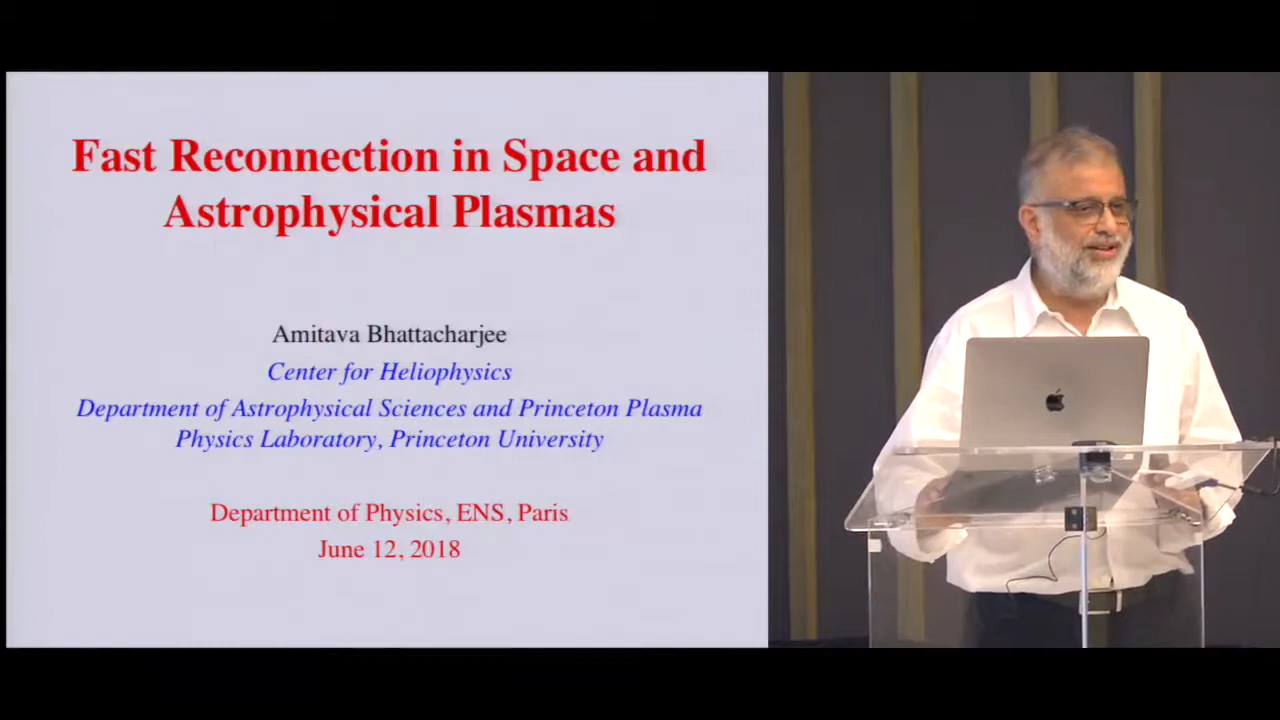 Fast Reconnection in Space and
Astrophysical Plasmas
Amitava Bhattacharjee
Center for Heliophysics
Department of Astrophysical Sciences and Princeton Plasma
Physics Laboratory, Princeton University
Department of Physics, ENS, Paris
June 12, 2018